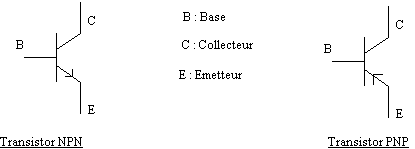 C
B : Base
C
B
C : Collecteur
B
E : Emetteur
E
E
Transistor NPN
Transistor PNP